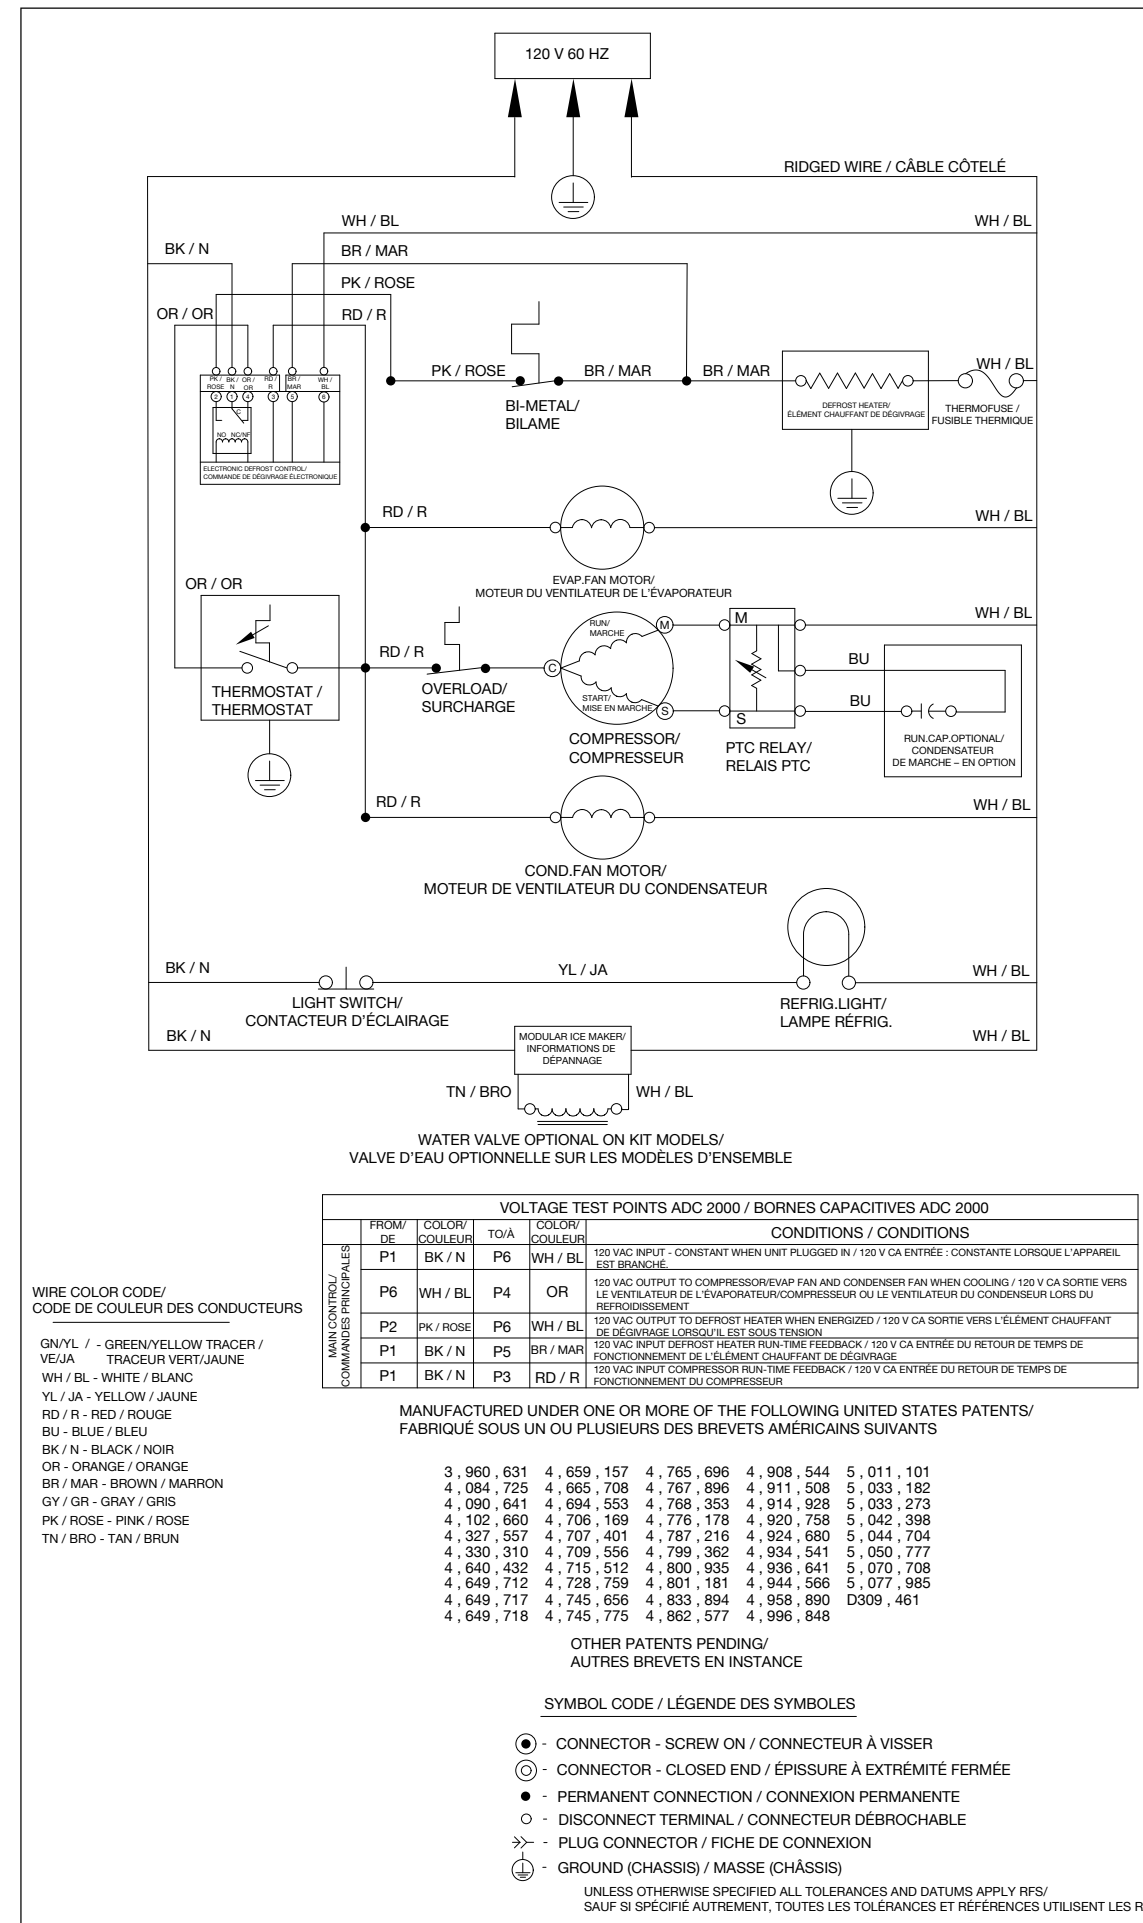 120 V 60 HZ
RIDGED WIRE / CÂBLE CÔTELÉ
WH / BL
WH / BL
BK / N
BR / MAR
PK / ROSE
OR / OR
RD / R
PK / ROSE
BR / MAR
BR / MAR
WH / BL
PK / ROSE
BK / N
OR / OR
RD / R
BR / MAR
WH / BL
2 1 4 3 5 6
C
NO NC/NF
ELECTRONIC DEFROST CONTROL/
COMMANDE DE DÉGIVRAGE ÉLECTRONIQUE
BI-METAL/
BILAME
DEFROST HEATER/
ÉLÉMENT CHAUFFANT DE DÉGIVRAGE
THERMOFUSE /
FUSIBLE THERMIQUE
RD / R
WH / BL
EVAP.FAN MOTOR/
MOTEUR DU VENTILATEUR DE L'ÉVAPORATEUR
OR / OR
THERMOSTAT /
THERMOSTAT
RD / R
OVERLOAD/
SURCHARGE
RUN/
MARCHE
M
C
START/
MISE EN MARCHE
S
COMPRESSOR/
COMPRESSEUR
M
S
PTC RELAY/
RELAIS PTC
WH / BL
BU
BU
RUN.CAP.OPTIONAL/
CONDENSATEUR
DE MARCHE – EN OPTION
RD / R
WH / BL
COND.FAN MOTOR/
MOTEUR DE VENTILATEUR DU CONDENSATEUR
BK / N
YL / JA
WH / BL
LIGHT SWITCH/
CONTACTEUR D'ÉCLAIRAGE
REFRIG.LIGHT/
LAMPE RÉFRIG.
BK / N
MODULAR ICE MAKER/
INFORMATIONS DE
DÉPANNAGE
WH / BL
TN / BRO
WH / BL
WATER VALVE OPTIONAL ON KIT MODELS/
VALVE D'EAU OPTIONNELLE SUR LES MODÈLES D'ENSEMBLE
VOLTAGE TEST POINTS ADC 2000 / BORNES CAPACITIVES ADC 2000
FROM/
DE
COLOR/
COULEUR
TO/À
COLOR/
COULEUR
CONDITIONS / CONDITIONS
MAIN CONTROL/
COMMANDES PRINCIPALES
P1 BK / N P6 WH / BL
120 VAC INPUT - CONSTANT WHEN UNIT PLUGGED IN / 120 V CA ENTRÉE : CONSTANTE LORSQUE L'APPAREIL
EST BRANCHÉ.
P6 WH / BL P4 OR
120 VAC OUTPUT TO COMPRESSOR/EVAP FAN AND CONDENSER FAN WHEN COOLING / 120 V CA SORTIE VERS
LE VENTILATEUR DE L'ÉVAPORATEUR/COMPRESSEUR OU LE VENTILATEUR DU CONDENSEUR LORS DU
REFROIDISSEMENT
P2 PK / ROSE P6 WH / BL
120 VAC OUTPUT TO DEFROST HEATER WHEN ENERGIZED / 120 V CA SORTIE VERS L'ÉLÉMENT CHAUFFANT
DE DÉGIVRAGE LORSQU'IL EST SOUS TENSION
P1 BK / N P5 BR / MAR
120 VAC INPUT DEFROST HEATER RUN-TIME FEEDBACK / 120 V CA ENTRÉE DU RETOUR DE TEMPS DE
FONCTIONNEMENT DE L'ÉLÉMENT CHAUFFANT DE DÉGIVRAGE
P1 BK / N P3 RD / R
120 VAC INPUT COMPRESSOR RUN-TIME FEEDBACK / 120 V CA ENTRÉE DU RETOUR DE TEMPS DE
FONCTIONNEMENT DU COMPRESSEUR
WIRE COLOR CODE/
CODE DE COULEUR DES CONDUCTEURS
GN/YL / - GREEN/YELLOW TRACER /
VE/JA TRACEUR VERT/JAUNE
WH / BL - WHITE / BLANC
YL / JA - YELLOW / JAUNE
RD / R - RED / ROUGE
BU - BLUE / BLEU
BK / N - BLACK / NOIR
OR - ORANGE / ORANGE
BR / MAR - BROWN / MARRON
GY / GR - GRAY / GRIS
PK / ROSE - PINK / ROSE
TN / BRO - TAN / BRUN
MANUFACTURED UNDER ONE OR MORE OF THE FOLLOWING UNITED STATES PATENTS/
FABRIQUÉ SOUS UN OU PLUSIEURS DES BREVETS AMÉRICAINS SUIVANTS
3 , 960 , 631 4 , 659 , 157 4 , 765 , 696 4 , 908 , 544 5 , 011 , 101
4 , 084 , 725 4 , 665 , 708 4 , 767 , 896 4 , 911 , 508 5 , 033 , 182
4 , 090 , 641 4 , 694 , 553 4 , 768 , 353 4 , 914 , 928 5 , 033 , 273
4 , 102 , 660 4 , 706 , 169 4 , 776 , 178 4 , 920 , 758 5 , 042 , 398
4 , 327 , 557 4 , 707 , 401 4 , 787 , 216 4 , 924 , 680 5 , 044 , 704
4 , 330 , 310 4 , 709 , 556 4 , 799 , 362 4 , 934 , 541 5 , 050 , 777
4 , 640 , 432 4 , 715 , 512 4 , 800 , 935 4 , 936 , 641 5 , 070 , 708
4 , 649 , 712 4 , 728 , 759 4 , 801 , 181 4 , 944 , 566 5 , 077 , 985
4 , 649 , 717 4 , 745 , 656 4 , 833 , 894 4 , 958 , 890 D309 , 461
4 , 649 , 718 4 , 745 , 775 4 , 862 , 577 4 , 996 , 848
OTHER PATENTS PENDING/
AUTRES BREVETS EN INSTANCE
SYMBOL CODE / LÉGENDE DES SYMBOLES
- CONNECTOR - SCREW ON / CONNECTEUR À VISSER
- CONNECTOR - CLOSED END / ÉPISSURE À EXTRÉMITÉ FERMÉE
- PERMANENT CONNECTION / CONNEXION PERMANENTE
- DISCONNECT TERMINAL / CONNECTEUR DÉBROCHABLE
- PLUG CONNECTOR / FICHE DE CONNEXION
- GROUND (CHASSIS) / MASSE (CHÂSSIS)
UNLESS OTHERWISE SPECIFIED ALL TOLERANCES AND DATUMS APPLY RFS/
SAUF SI SPÉCIFIÉ AUTREMENT, TOUTES LES TOLÉRANCES ET RÉFÉRENCES UTILISENT LES R